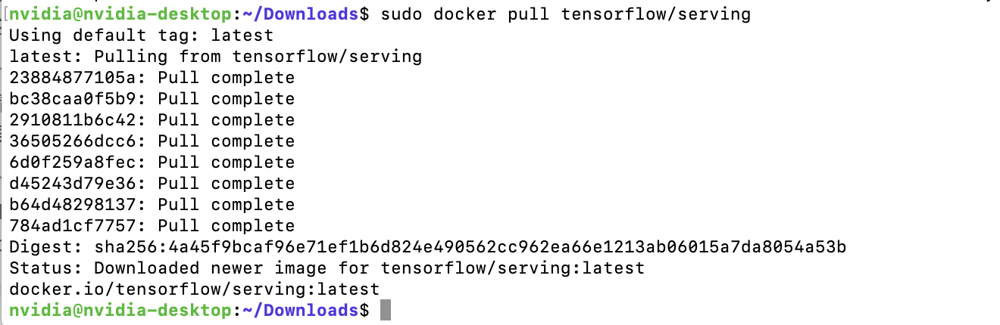 [nvidia@nvidia-desktop:~/Downloads$ sudo docker pull tensorflow/serving
Using default tag: latest
latest: Pulling from tensorflow/serving
23884877105a: Pull complete
bc38caa0f5b9: Pull complete
2910811b6c42: Pull complete
36505266dcc6: Pull complete
6d0f259a8fec: Pull complete
d45243d79e36: Pull complete
b64d48298137: Pull complete
784ad1cf7757: Pull complete
Digest: sha256:4a45f9bcaf96e71ef1b6d824e490562cc962ea66e1213ab06015a7da8054a53b
Status: Downloaded newer image for tensorflow/serving:latest
docker.io/tensorflow/serving:latest
nvidia@nvidia-desktop:~/Downloads$